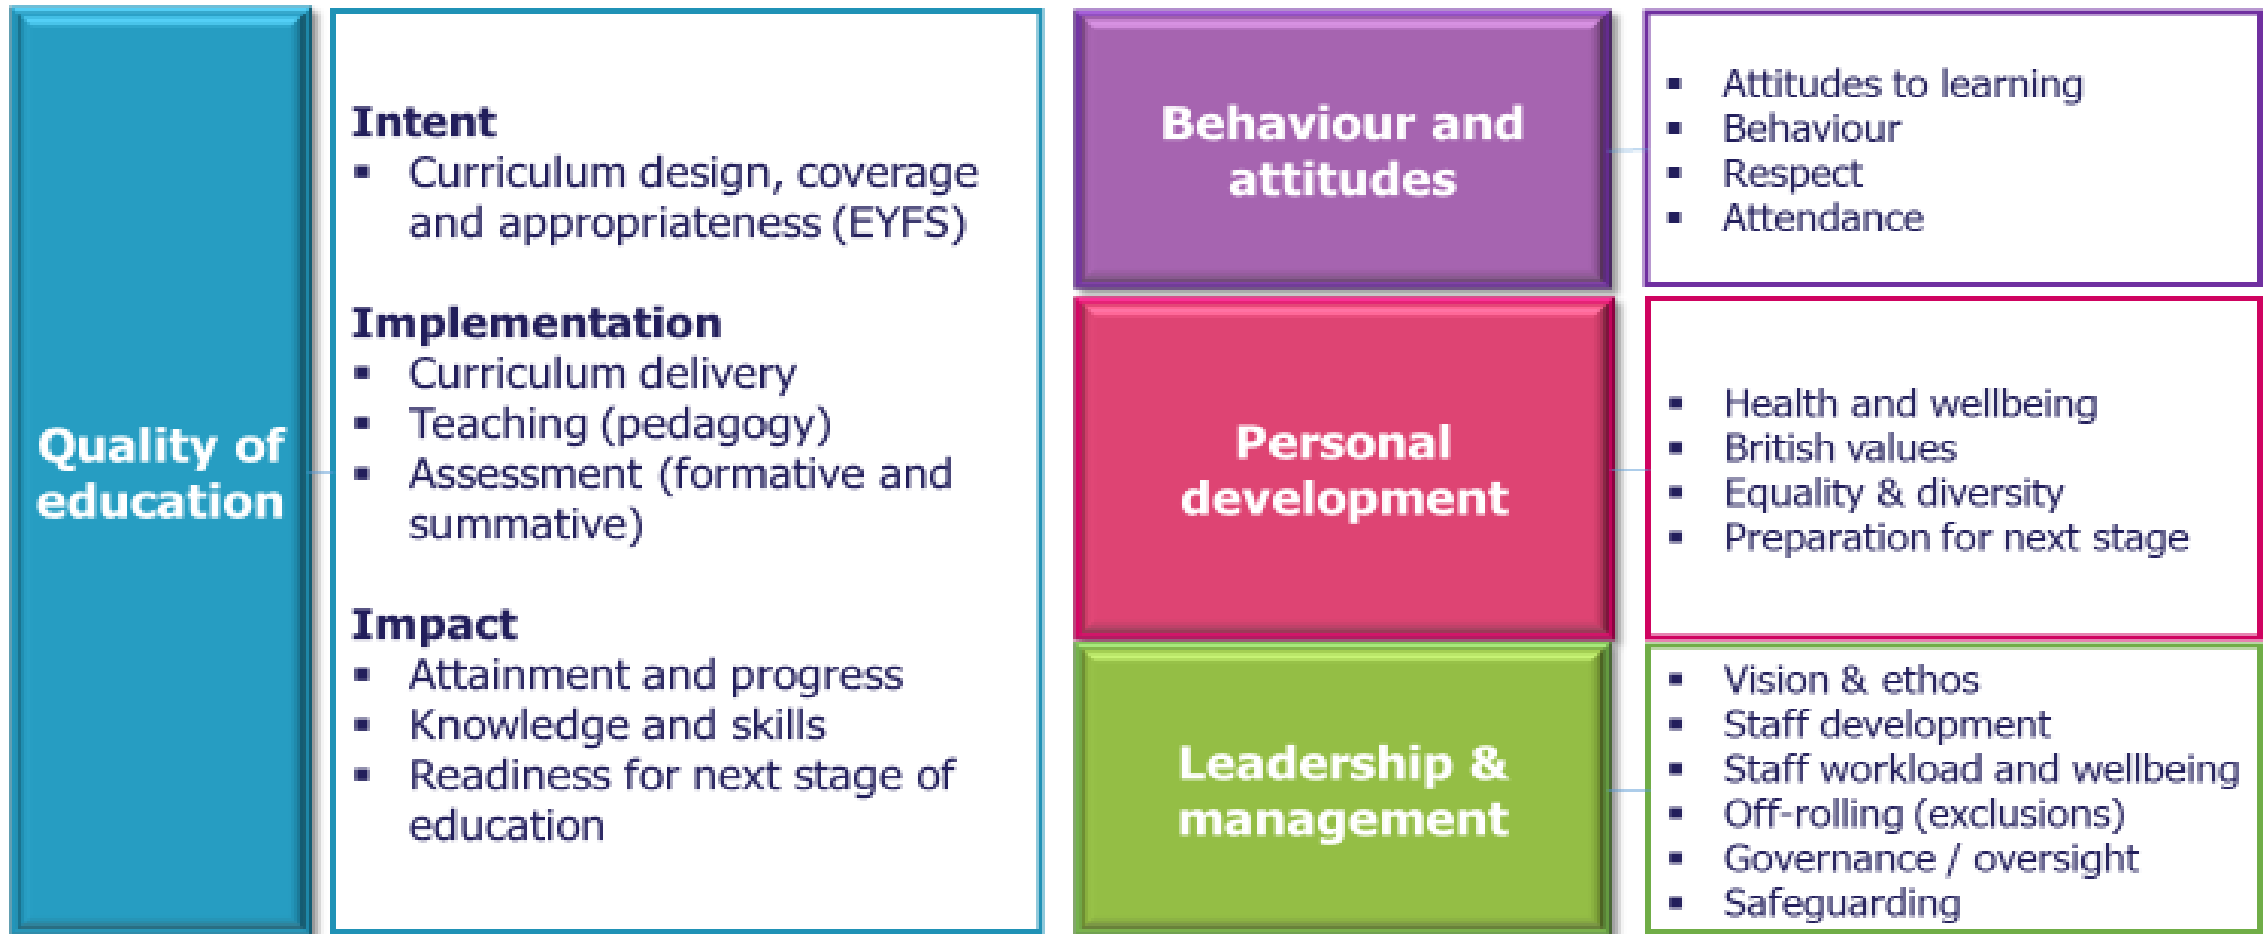 Quality of
education
Intent
▪ Curriculum design, coverage
and appropriateness (EYFS)
Implementation
▪ Curriculum delivery
▪ Teaching (pedagogy)
▪ Assessment (formative and
summative)
Impact
▪ Attainment and progress
▪ Knowledge and skills
▪ Readiness for next stage of
education
Behaviour and
attitudes
▪ Attitudes to learning
▪ Behaviour
▪ Respect
▪ Attendance
Personal
development
▪ Health and wellbeing
▪ British values
▪ Equality & diversity
▪ Preparation for next stage
Leadership &
management
▪ Vision & ethos
▪ Staff development
▪ Staff workload and wellbeing
▪ Off-rolling (exclusions)
▪ Governance / oversight
▪ Safeguarding